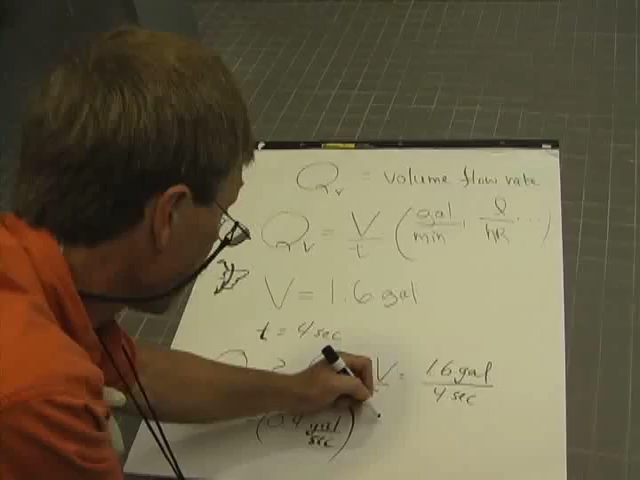 Qv = volume flow rate
Qv = V/t (gal/min, l/hR ...)
V = 1.6 gal
t = 4 sec
Q ? V/ = 1.6 gal/4 sec
(0.4 gal/sec)